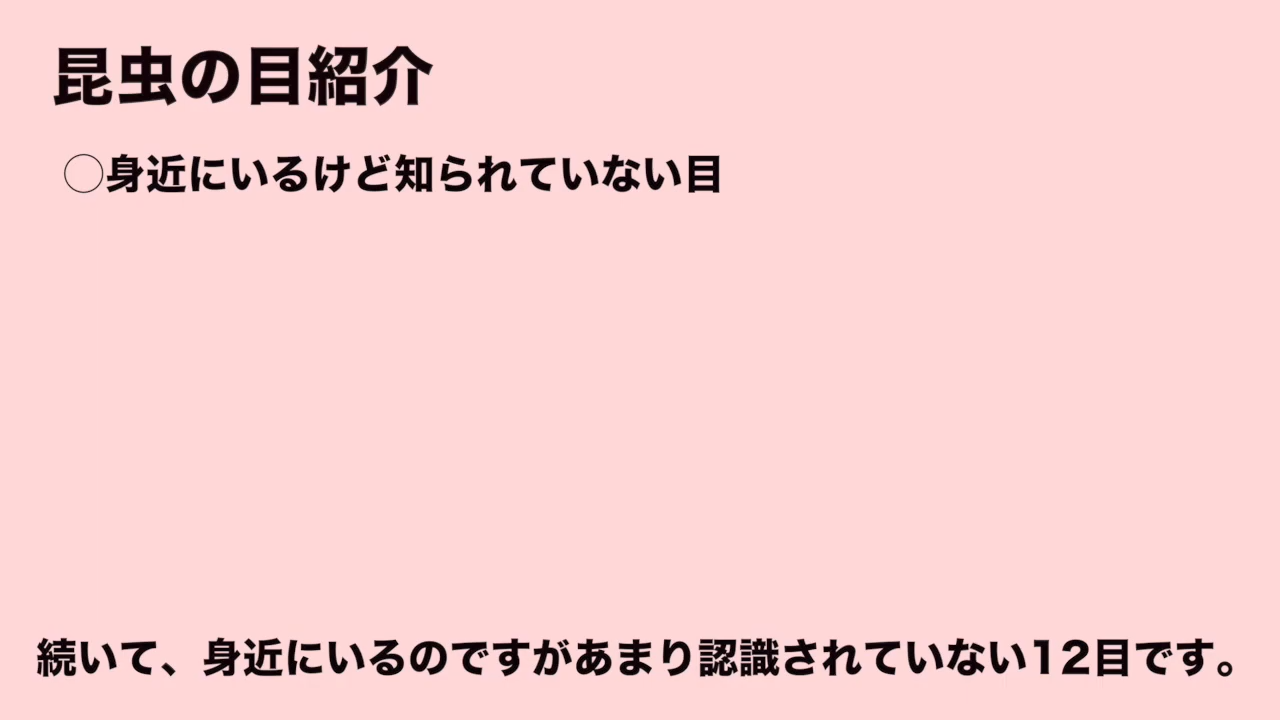 昆虫の目紹介
◯身近にいるけど知られていない目
続いて、身近にいるのですがあまり認識されていない12目です。